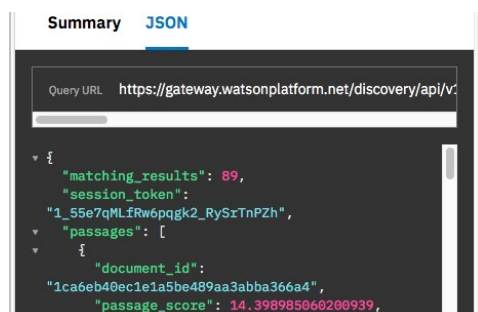 Summary JSON
Query URL https://gateway.watsonplatform.net/discovery/api/v1
{
"matching_results": 89,
"session_token":
"1_55e7qMLfRw6pqgk2_RySrTnPZh",
"passages": [
{
"document_id":
"1ca6eb40ec1e1a5be489aa3abba366a4",
"passage_score": 14.398985060200939,